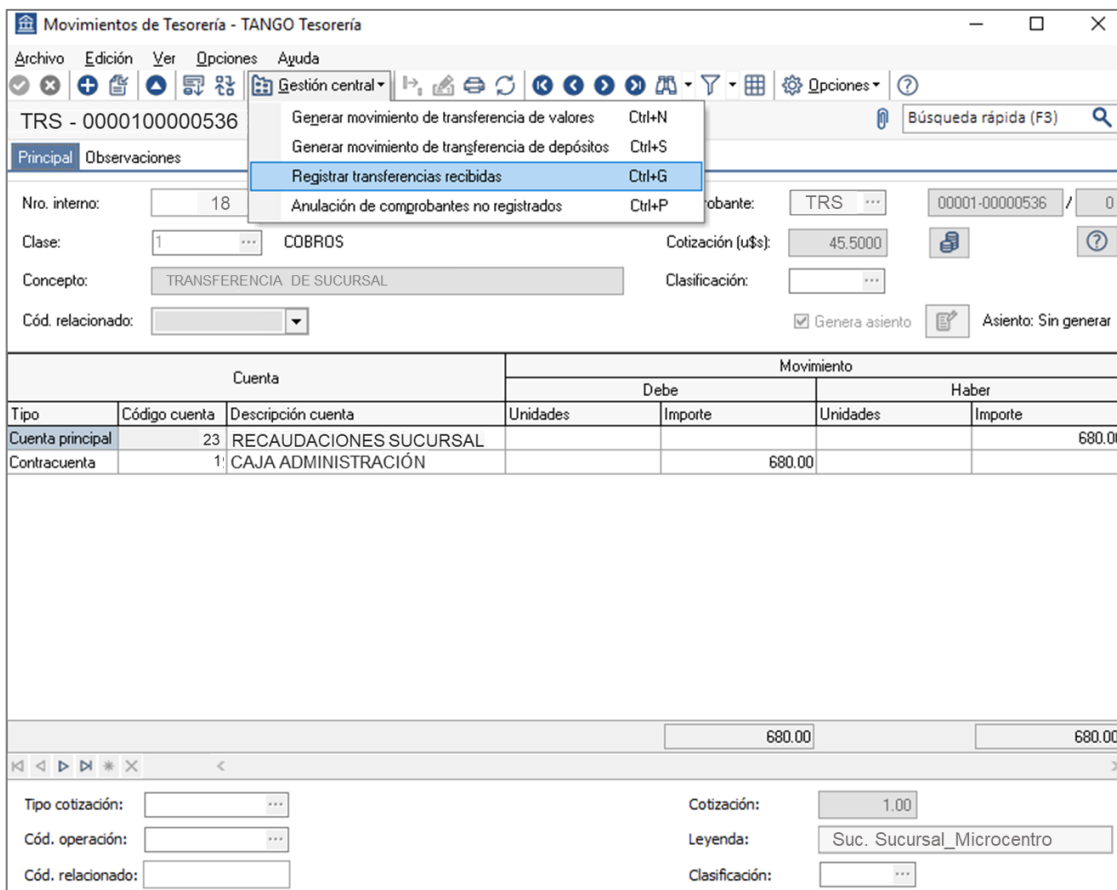 Movimientos de Tesorería - TANGO Tesorería
Archivo Edición Ver Opciones Ayuda
Gestión central Opciones
TRS - 0000100000536
Búsqueda rápida (F3)
Generar movimiento de transferencia de valores Ctrl+N
Generar movimiento de transferencia de depósitos Ctrl+S
Registrar transferencias recibidas Ctrl+G
Anulación de comprobantes no registrados Ctrl+P
Principal Observaciones
Nro. interno: 18 robante: TRS ... 00001-00000536 / 0
Clase: 1 ... COBROS Cotización (u$s): 45.5000
Concepto: TRANSFERENCIA DE SUCURSAL Clasificación: ...
Cód. relacionado: Genera asiento Asiento: Sin generar
Cuenta Movimiento
Debe Haber
Tipo Código cuenta Descripción cuenta Unidades Importe Unidades Importe
Cuenta principal 23 RECAUDACIONES SUCURSAL 680.00
Contracuenta 1 CAJA ADMINISTRACIÓN 680.00
680.00 680.00
Tipo cotización: ... Cotización: 1.00
Cód. operación: ... Leyenda: Suc. Sucursal_Microcentro
Cód. relacionado: Clasificación: ...